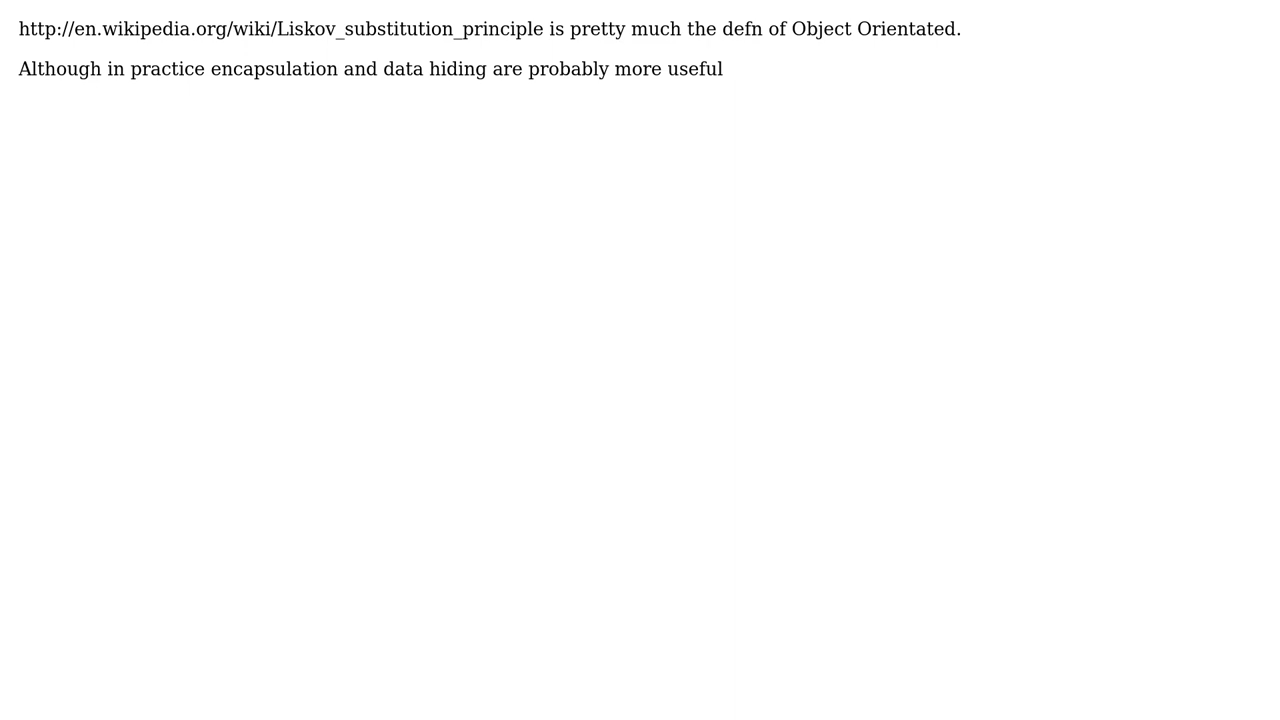 http://en.wikipedia.org/wiki/Liskov_substitution_principle is pretty much the defn of Object Orientated.
Although in practice encapsulation and data hiding are probably more useful